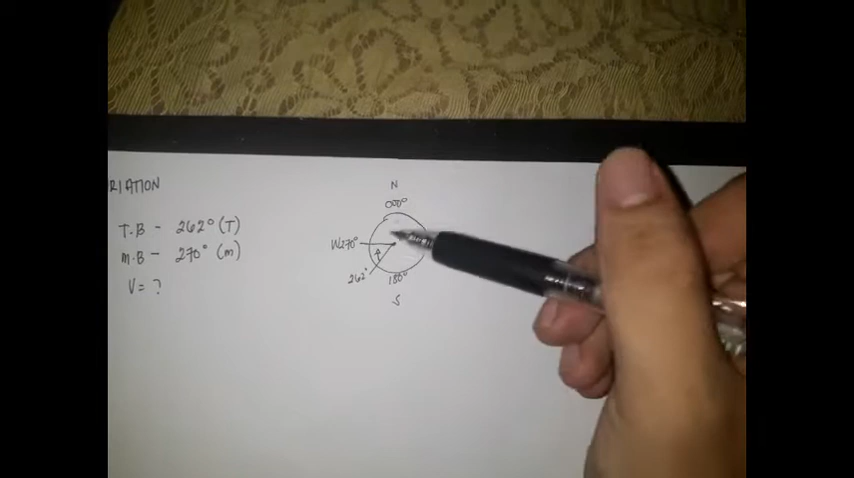 RIATION
T.B - 262° (T)
M.B - 270° (m)
V = ?
N
000°
W270°
262°
180°
S